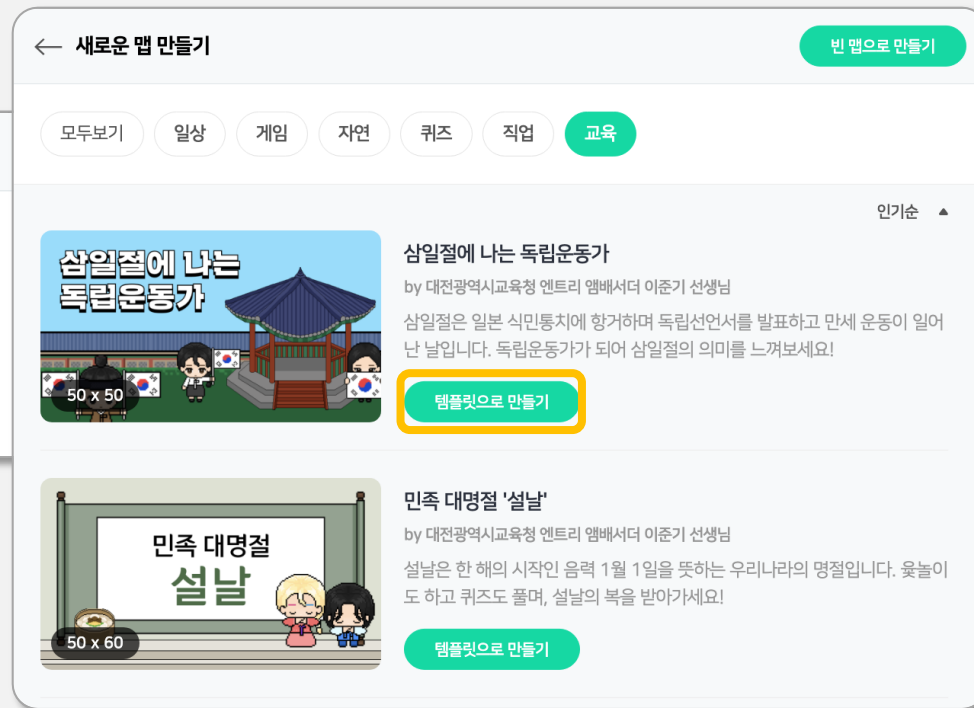 새로운 맵 만들기
빈 맵으로 만들기
모두보기 일상 게임 자연 퀴즈 직업 교육
인기순
삼일절에 나는
독립운동가
50 x 50
삼일절에 나는 독립운동가
by 대전광역시교육청 엔트리 앰배서더 이준기 선생님
삼일절은 일본 식민통치에 항거하며 독립선언서를 발표하고 만세 운동이 일어
난 날입니다. 독립운동가가 되어 삼일절의 의미를 느껴보세요!
템플릿으로 만들기
민족 대명절
설날
50 x 60
민족 대명절 '설날'
by 대전광역시교육청 엔트리 앰배서더 이준기 선생님
설날은 한 해의 시작인 음력 1월 1일을 뜻하는 우리나라의 명절입니다. 윷놀이
도 하고 퀴즈도 풀며, 설날의 복을 받아가세요!
템플릿으로 만들기